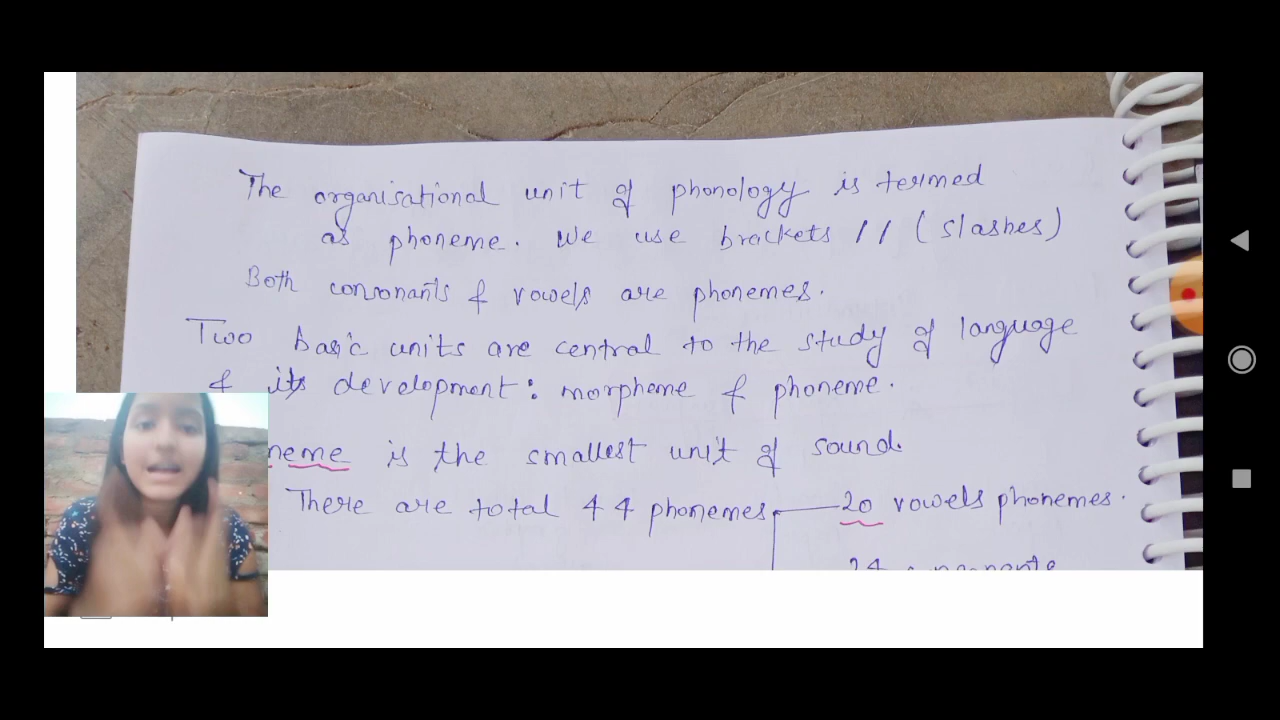 The organisational unit of phonology is termed
as phoneme. We use brackets // (slashes)
Both consonants & vowels are phonemes.
Two basic units are central to the study of language
& its development: morpheme & phoneme.
neme is the smallest unit of sound.
There are total 44 phonemes 20 vowels phonemes.
24